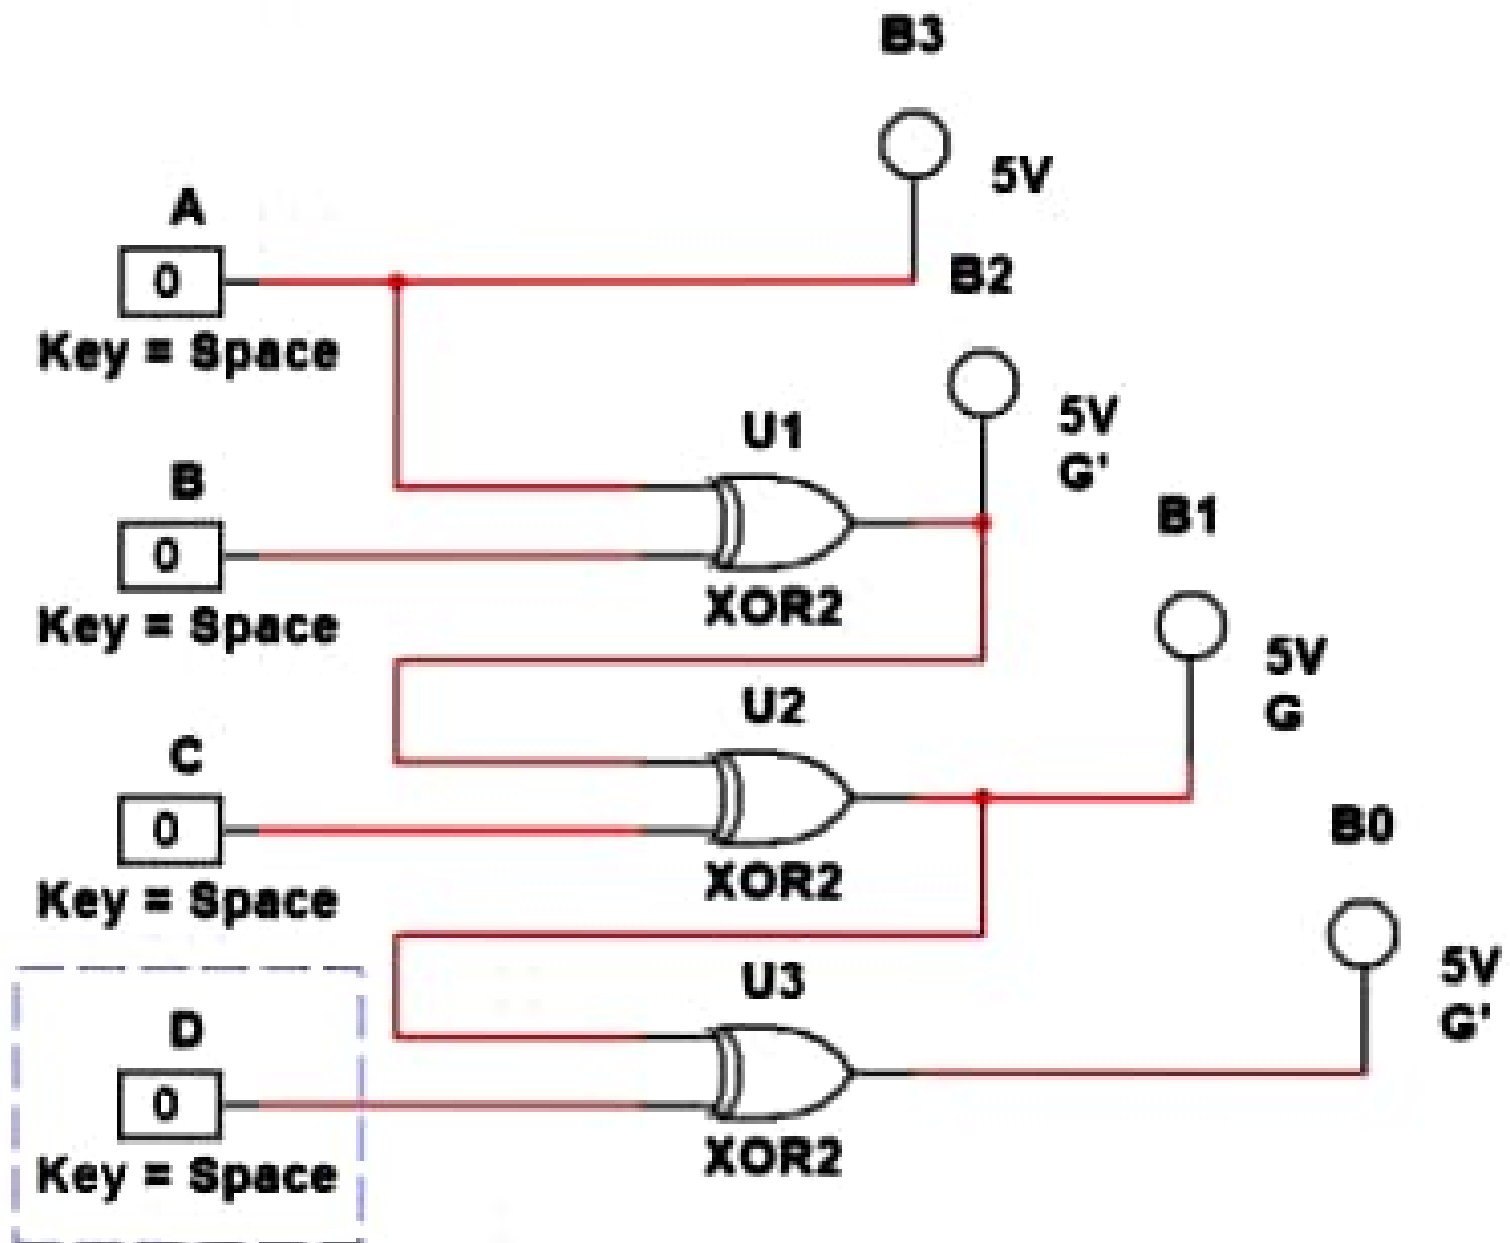 B3
5V
A
0
Key = Space
B2
5V
G'
U1
B
0
Key = Space
XOR2
B1
5V
G
U2
C
0
Key = Space
XOR2
B0
5V
G'
U3
D
0
Key = Space
XOR2